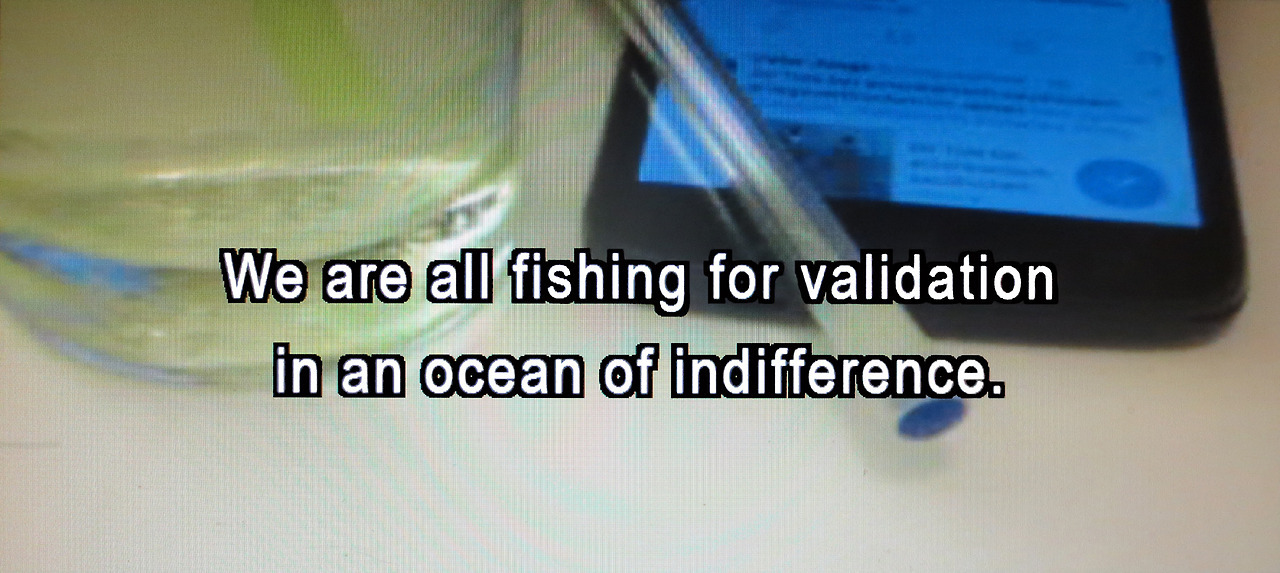 We are all fishing for validation
in an ocean of indifference.